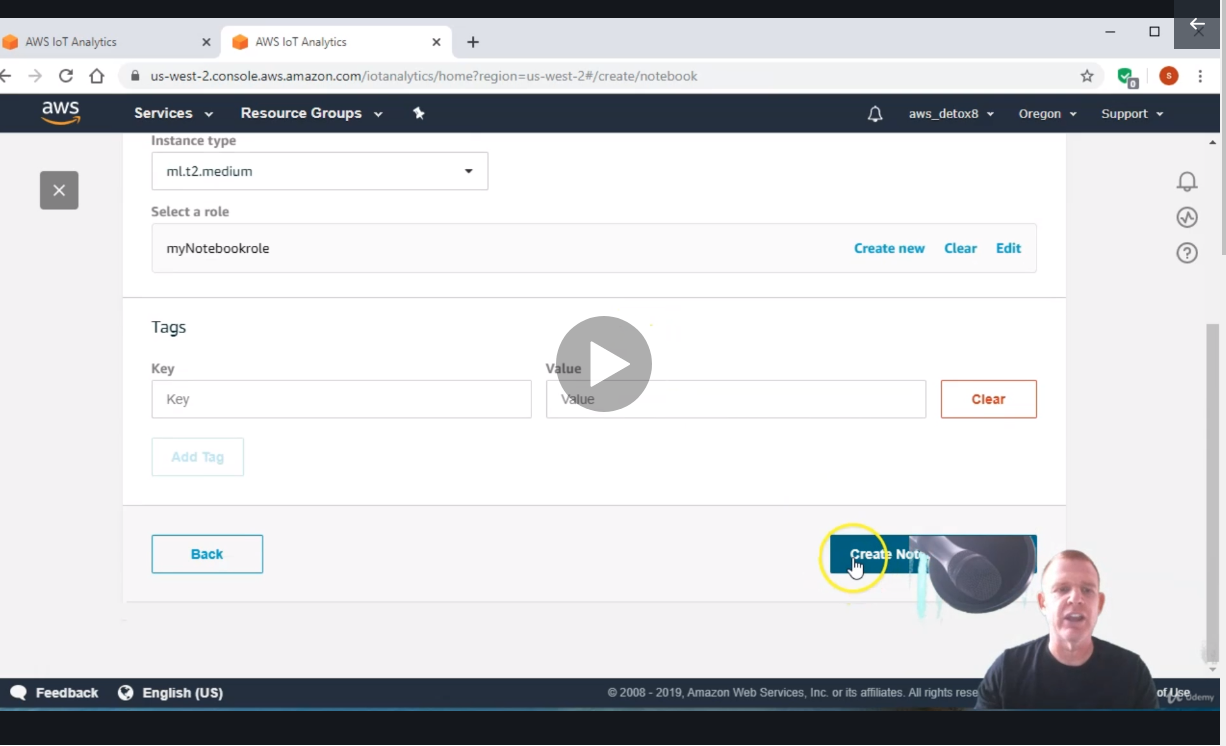 AWS IoT Analytics
AWS IoT Analytics
us-west-2.console.aws.amazon.com/iotanalytics/home?region=us-west-2#/create/notebook
S
0
aws
Services
Resource Groups
aws_detox8
Oregon
Support
Instance type
ml.t2.medium
Select a role
myNotebookrole
Create new Clear Edit
Tags
Key
Value
Key
Value
Clear
Add Tag
Back
Create Note
Feedback
English (US)
© 2008 - 2019, Amazon Web Services, Inc. or its affiliates. All rights rese
of Use
Udemy